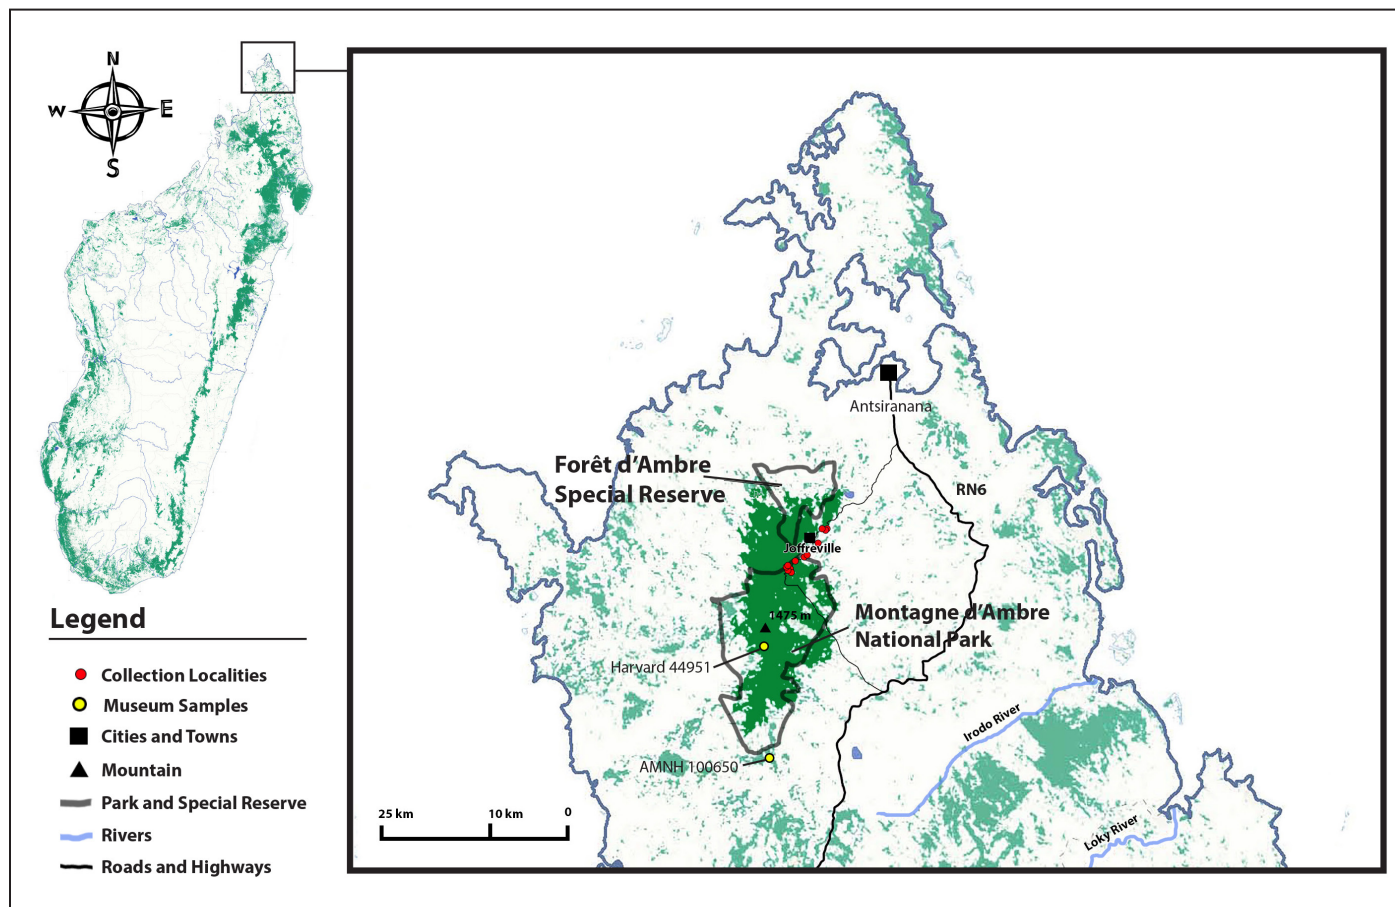 N
W
E
S
Antsiranana
Forêt d'Ambre
Special Reserve
RN6
Joffreville
1475 m
Montagne d'Ambre
National Park
Harvard 44951
Irodo River
AMNH 100650
Loky River
25 km
10 km
0
Legend
Collection Localities
Museum Samples
Cities and Towns
Mountain
Park and Special Reserve
Rivers
Roads and Highways